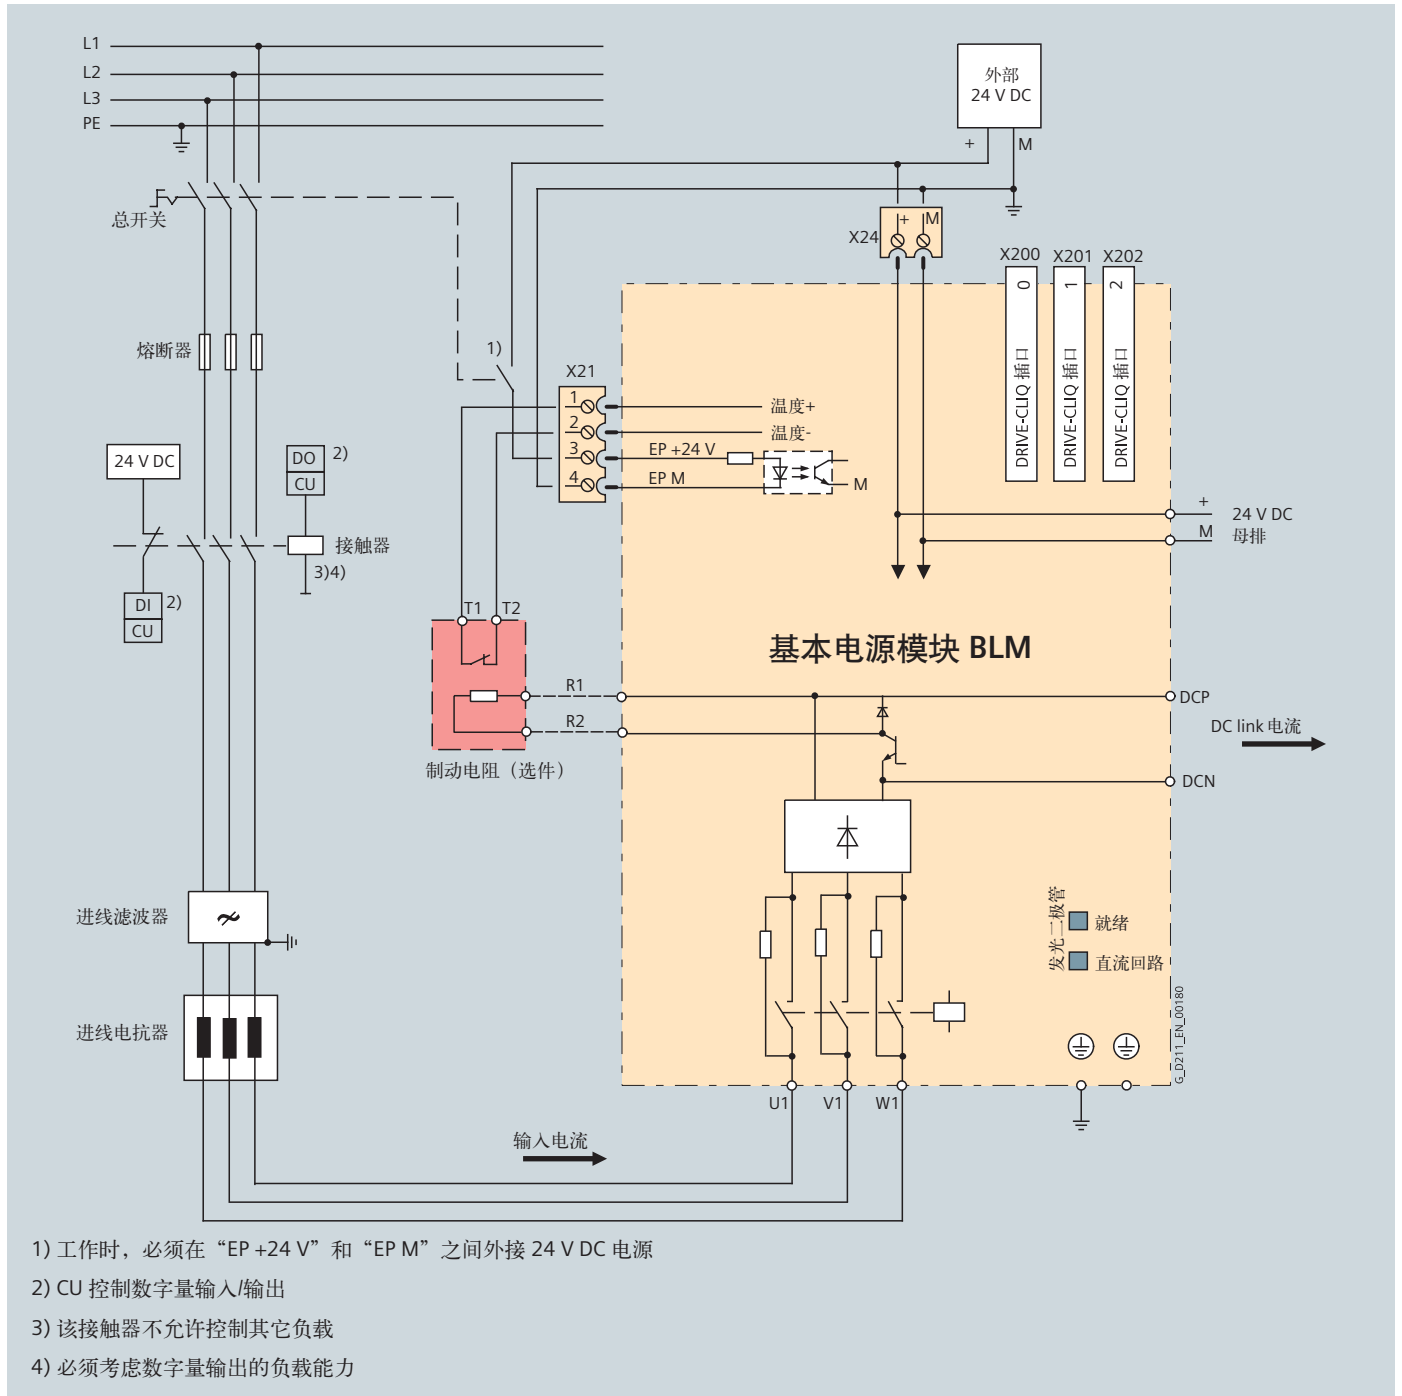 L1
L2
L3
PE
外部
24 V DC
+
M
总开关
X24
+
M
X200
X201
X202
0
1
2
DRIVE-CLIQ 插口
DRIVE-CLIQ 插口
DRIVE-CLIQ 插口
熔断器
1)
X21
1
2
3
4
温度+
温度-
EP +24 V
EP M
M
24 V DC
DO
CU
2)
接触器
3)4)
DI
CU
2)
+
M
24 V DC
母排
T1
T2
基本电源模块 BLM
R1
R2
DCP
DCN
DC link 电流
制动电阻（选件）
进线滤波器
进线电抗器
发光二极管
就绪
直流回路
G_D211_EN_00180
U1
V1
W1
输入电流
1) 工作时，必须在“EP +24 V”和“EP M”之间外接 24 V DC 电源
2) CU 控制数字量输入/输出
3) 该接触器不允许控制其它负载
4) 必须考虑数字量输出的负载能力